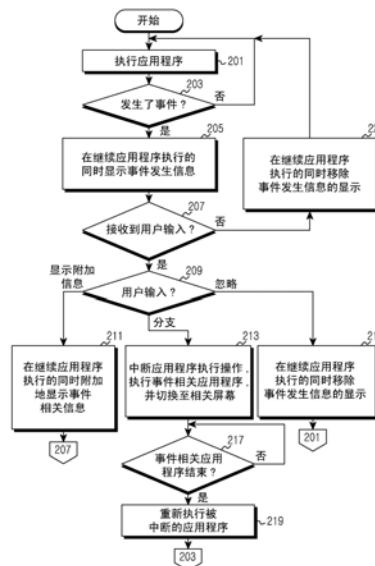 开始
执行应用程序
201
203
发生了事件？
否
是
205
在继续应用程序执行的
同时显示事件发生信息
在继续应用程序
执行的同时移除
事件发生信息的显示
207
接收到用户输入？
否
是
显示附加
信息
209
用户输入？
忽略
分支
211
在继续应用程序
执行的同时附加
地显示事件
相关信息
207
213
中断应用程序执行操作，
执行事件相关应用程序，
并切换至相关屏幕
在继续应用程序
执行的同时移除
事件发生信息的显示
201
217
事件相关应用
程序结束？
否
是
重新执行被
中断的应用程序
219
203